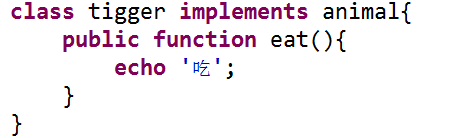 class tigger implements animal{
    public function eat(){
        echo '吃';
    }
}